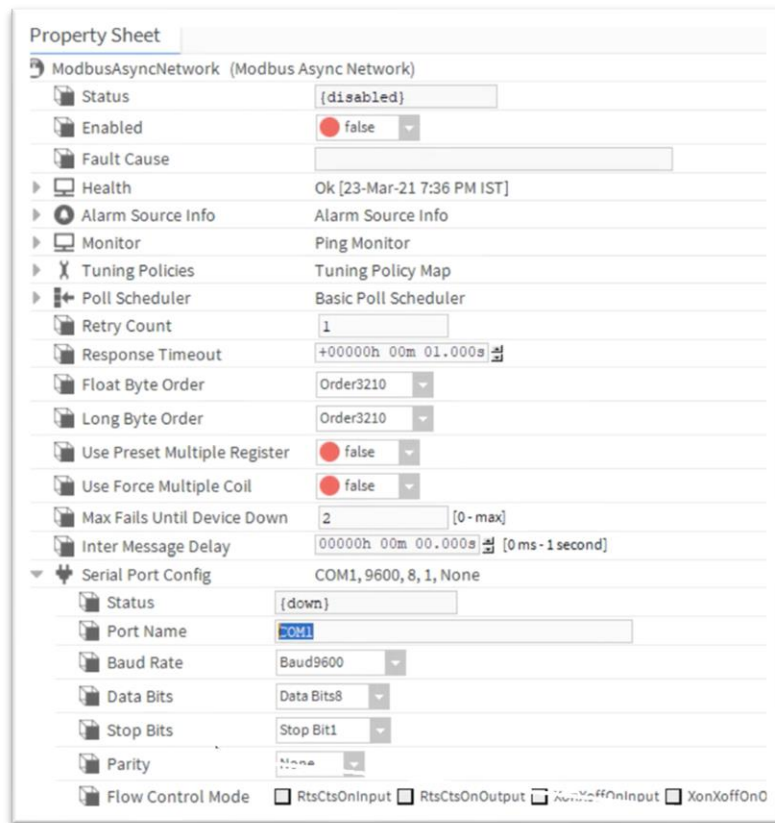 Property Sheet
ModbusAsyncNetwork (Modbus Async Network)
Status {disabled}
Enabled false
Fault Cause
Health Ok [23-Mar-21 7:36 PM IST]
Alarm Source Info Alarm Source Info
Monitor Ping Monitor
Tuning Policies Tuning Policy Map
Poll Scheduler Basic Poll Scheduler
Retry Count 1
Response Timeout +00000h 00m 01.000s
Float Byte Order Order3210
Long Byte Order Order3210
Use Preset Multiple Register false
Use Force Multiple Coil false
Max Fails Until Device Down 2 [0 - max]
Inter Message Delay 00000h 00m 00.000s [0 ms - 1 second]
Serial Port Config COM1, 9600, 8, 1, None
Status {down}
Port Name COM1
Baud Rate Baud9600
Data Bits Data Bits8
Stop Bits Stop Bit1
Parity None
Flow Control Mode RtsCtsOnInput RtsCtsOnOutput XonXoffOnInput XonXoffOnO